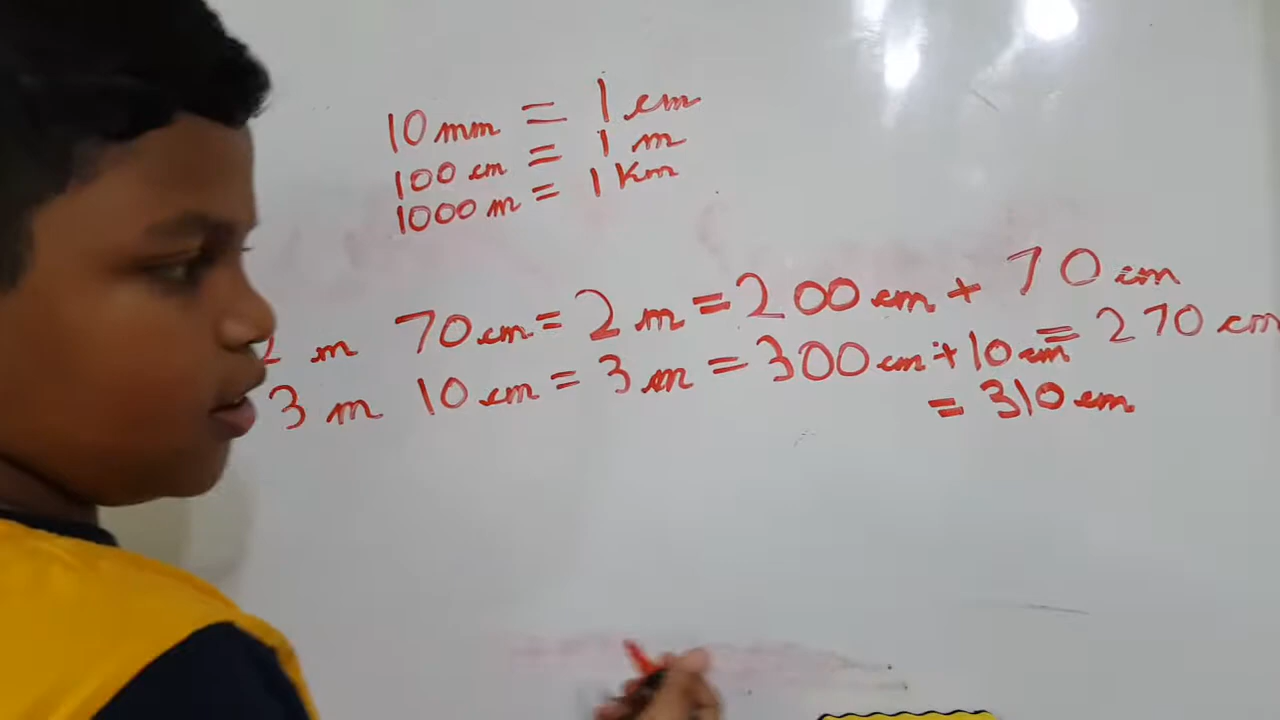 10 mm = 1 cm
100 cm = 1 m
1000 m = 1 Km
2 m 70 cm = 2 m = 200 cm + 70 cm
= 270 cm
3 m 10 cm = 3 m = 300 cm + 10 cm
= 310 cm